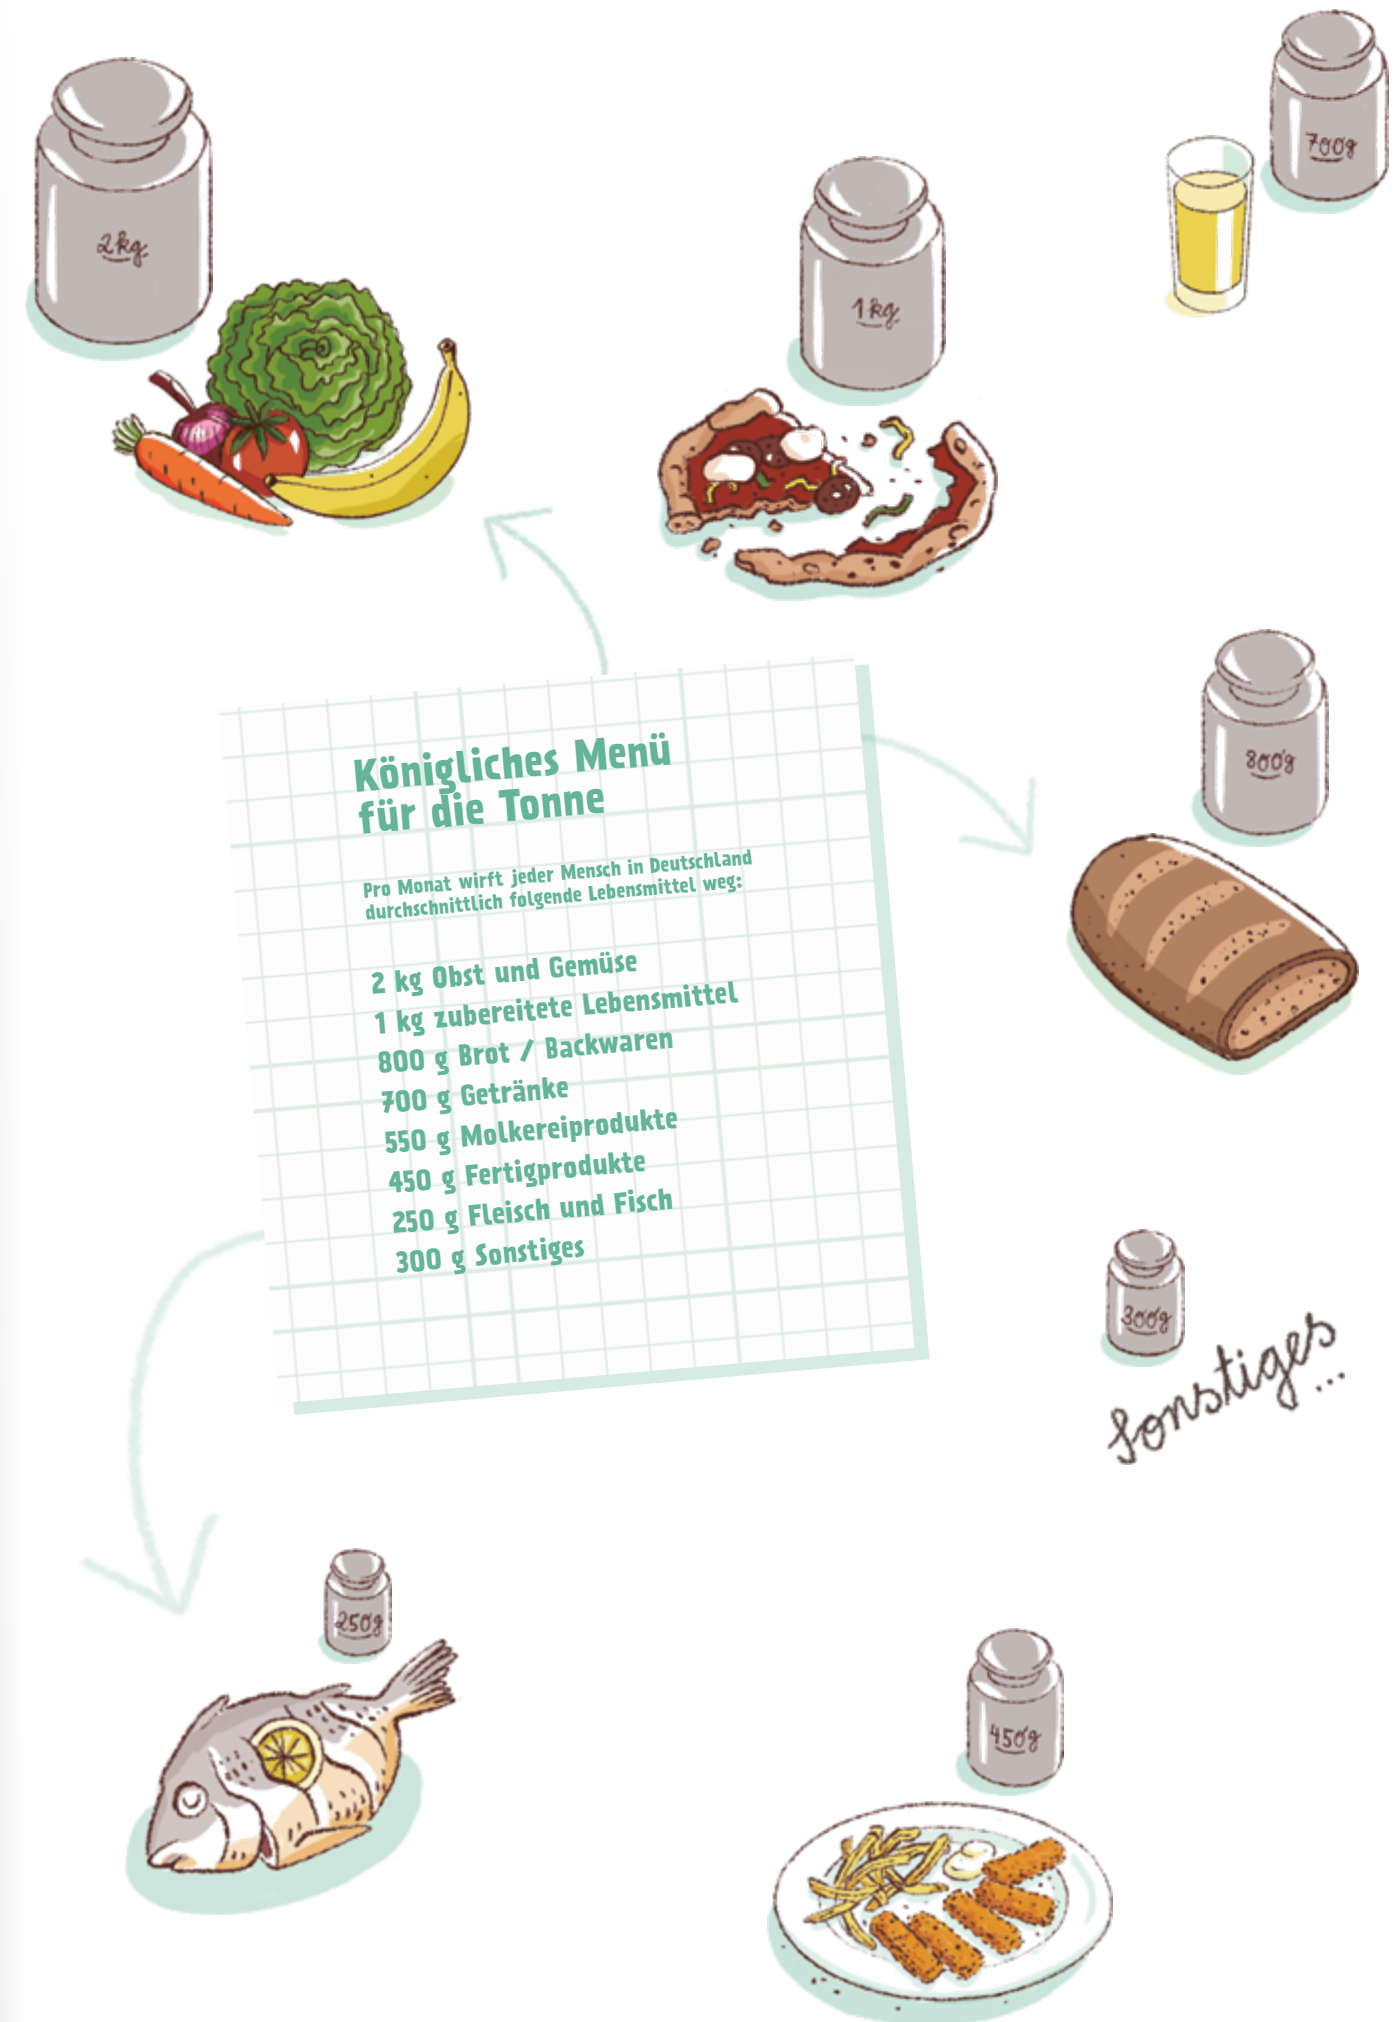 700g
2kg
1kg
800g
Königliches Menü
für die Tonne
Pro Monat wirft jeder Mensch in Deutschland
durchschnittlich folgende Lebensmittel weg:
2 kg Obst und Gemüse
1 kg zubereitete Lebensmittel
800 g Brot / Backwaren
700 g Getränke
550 g Molkereiprodukte
450 g Fertigprodukte
250 g Fleisch und Fisch
300 g Sonstiges
300g
Sonstiges
...
250g
450g